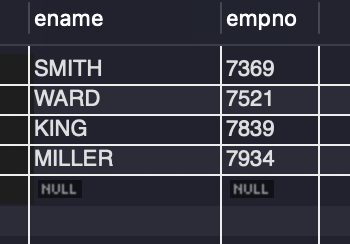 ename empno
SMITH 7369
WARD 7521
KING 7839
MILLER 7934
NULL NULL